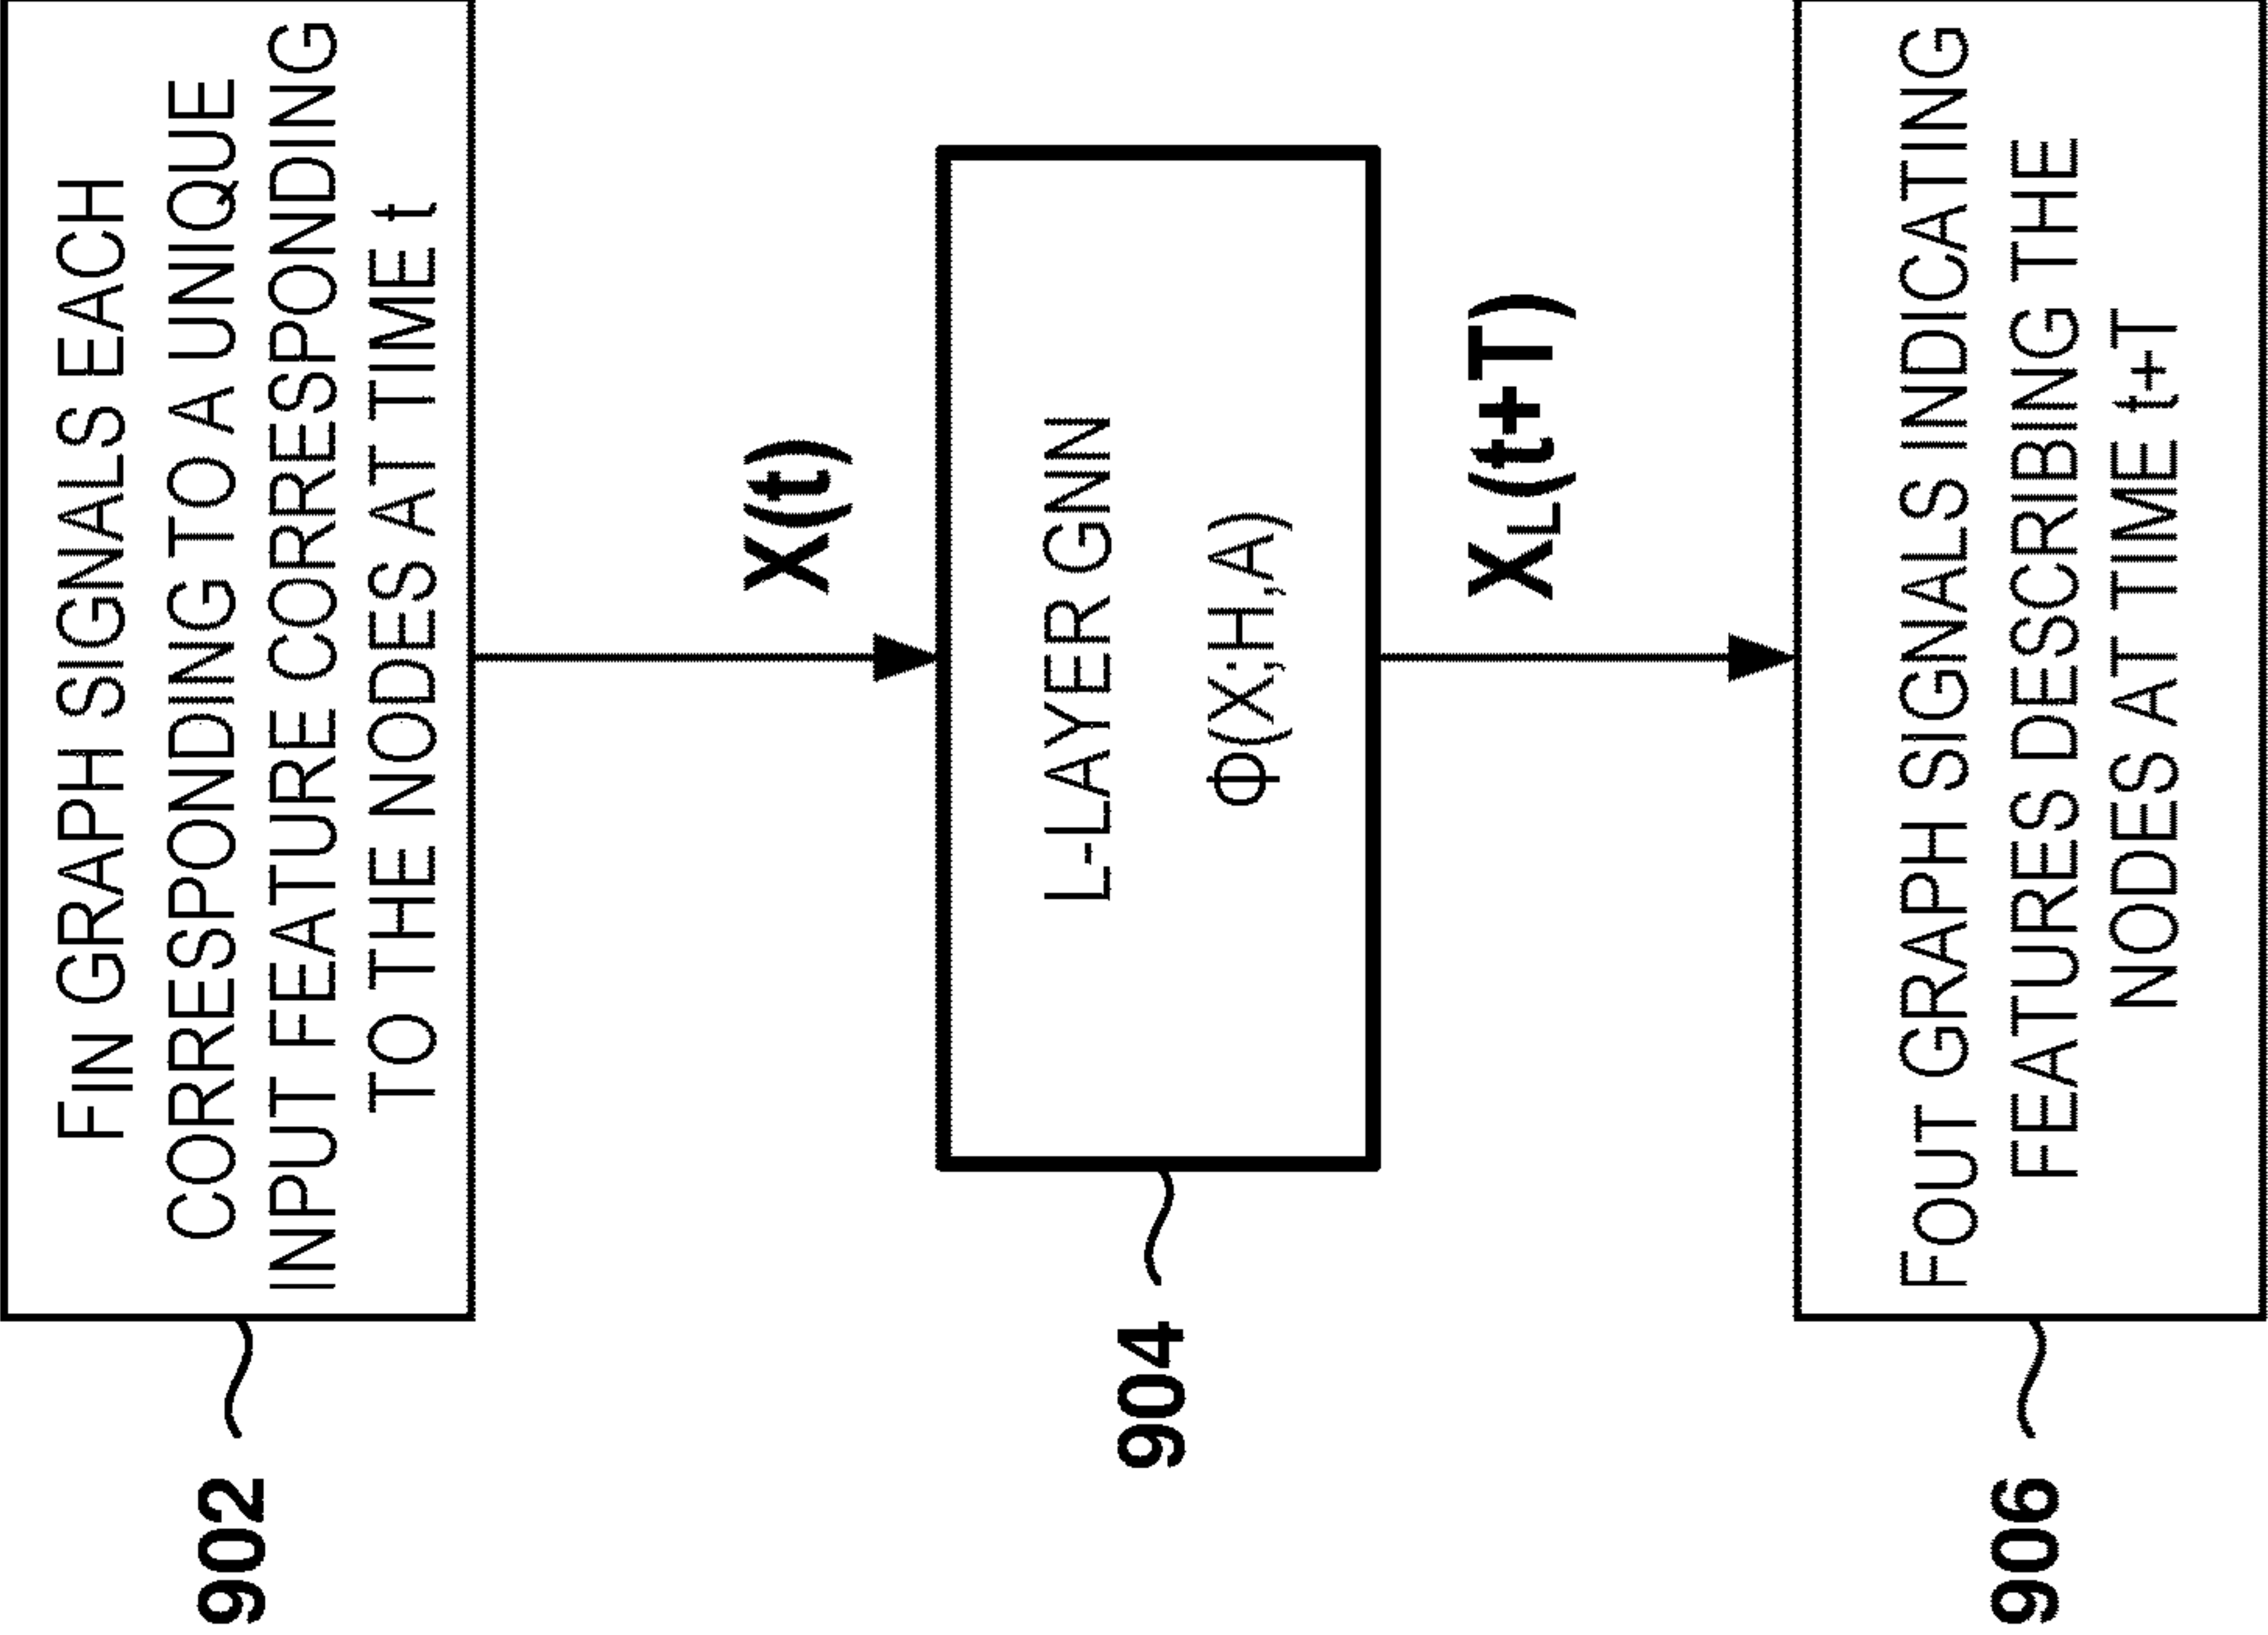 FIN GRAPH SIGNALS EACH
CORRESPONDING TO A UNIQUE
INPUT FEATURE CORRESPONDING
TO THE NODES AT TIME t
902
X(t)
L-LAYER GNN
Φ(X;H,A)
904
XL(t+T)
FOUT GRAPH SIGNALS INDICATING
FEATURES DESCRIBING THE
NODES AT TIME t+T
906